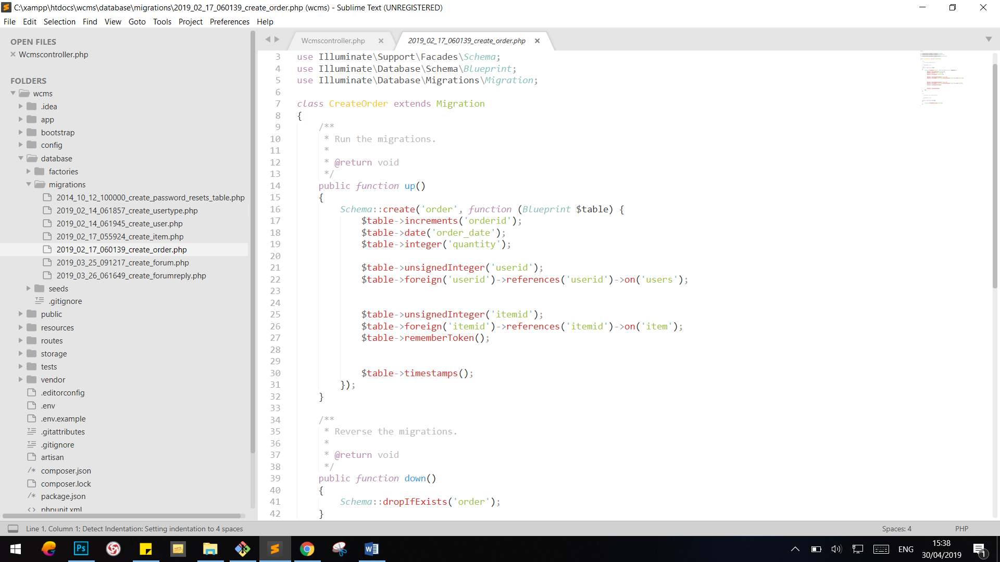 C:\xampp\htdocs\wcms\database\migrations\2019_02_17_060139_create_order.php (wcms) - Sublime Text (UNREGISTERED)
File Edit Selection Find View Goto Tools Project Preferences Help
OPEN FILES
Wcmscontroller.php
FOLDERS
wcms
.idea
app
bootstrap
config
database
factories
migrations
2014_10_12_100000_create_password_resets_table.php
2019_02_14_061857_create_usertype.php
2019_02_14_061945_create_user.php
2019_02_17_055924_create_item.php
2019_02_17_060139_create_order.php
2019_03_25_091217_create_forum.php
2019_03_26_061649_create_forumreply.php
seeds
.gitignore
public
resources
routes
storage
tests
vendor
.editorconfig
.env
.env.example
.gitattributes
.gitignore
artisan
/* composer.json
composer.lock
/* package.json
<> phpunit.xml
Wcmscontroller.php 2019_02_17_060139_create_order.php
3 use Illuminate\Support\Facades\Schema;
4 use Illuminate\Database\Schema\Blueprint;
5 use Illuminate\Database\Migrations\Migration;
6
7 class CreateOrder extends Migration
8 {
9 /**
10 * Run the migrations.
11 *
12 * @return void
13 */
14 public function up()
15 {
16 Schema::create('order', function (Blueprint $table) {
17 $table->increments('orderid');
18 $table->date('order_date');
19 $table->integer('quantity');
20
21 $table->unsignedInteger('userid');
22 $table->foreign('userid')->references('userid')->on('users');
23
24
25 $table->unsignedInteger('itemid');
26 $table->foreign('itemid')->references('itemid')->on('item');
27 $table->rememberToken();
28
29
30 $table->timestamps();
31 });
32 }
33
34 /**
35 * Reverse the migrations.
36 *
37 * @return void
38 */
39 public function down()
40 {
41 Schema::dropIfExists('order');
42 }
Line 1, Column 1; Detect Indentation: Setting indentation to 4 spaces Spaces: 4 PHP
Ps
ENG
15:38
30/04/2019
1